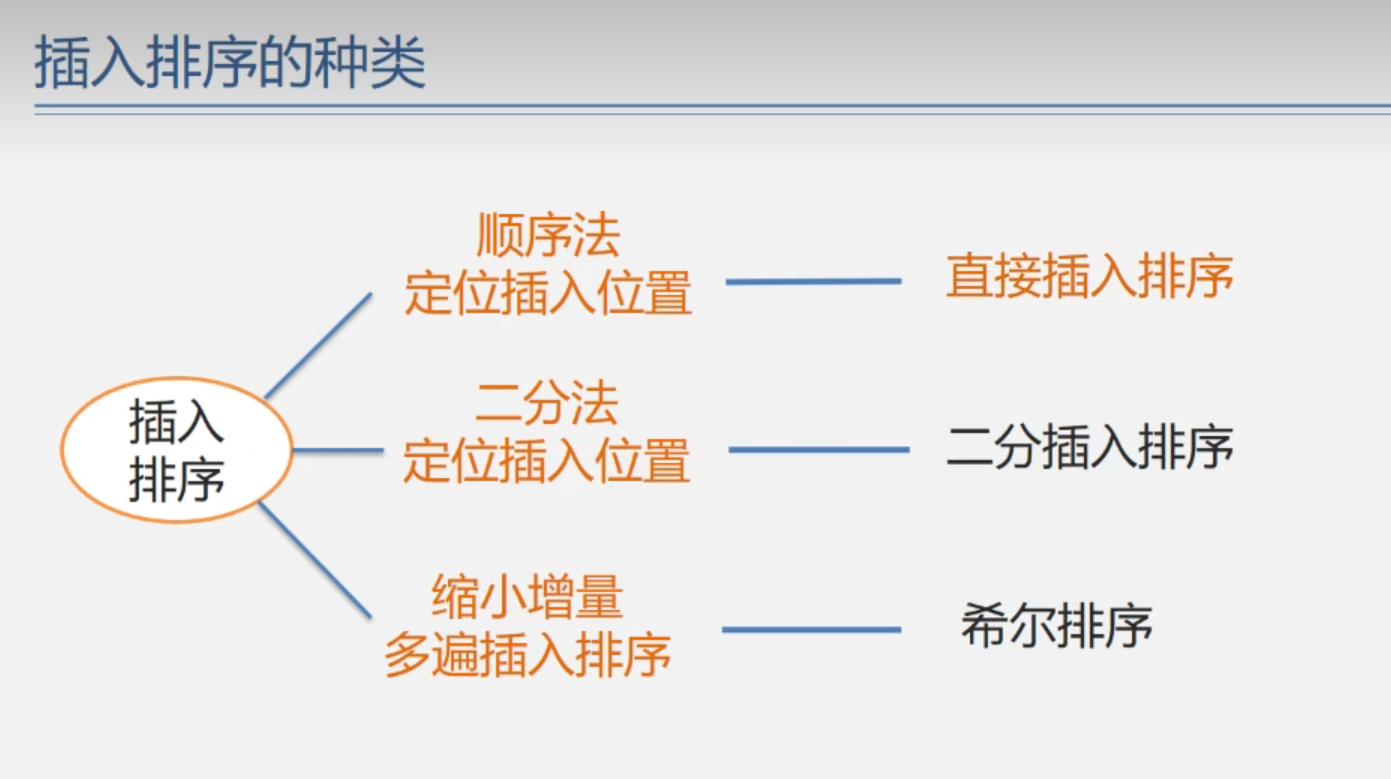 插入排序的种类
插入
排序
顺序法
定位插入位置
直接插入排序
二分法
定位插入位置
二分插入排序
缩小增量
多遍插入排序
希尔排序